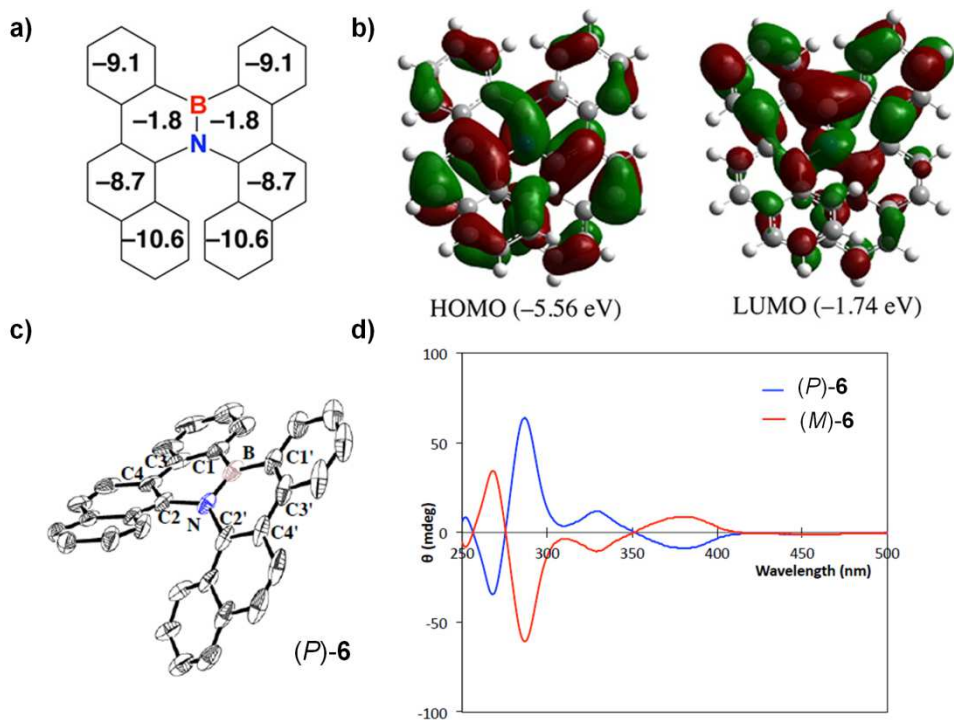 a)
–9.1
–9.1
B
–1.8
–1.8
N
–8.7
–8.7
–10.6
–10.6
b)
HOMO (–5.56 eV)
LUMO (–1.74 eV)
c)
B
C1
C1'
C3
C4
C3'
C2
N
C2'
C4'
(P)-6
d)
100
50
0
-50
-100
θ (mdeg)
250
300
350
400
450
500
Wavelength (nm)
(P)-6
(M)-6